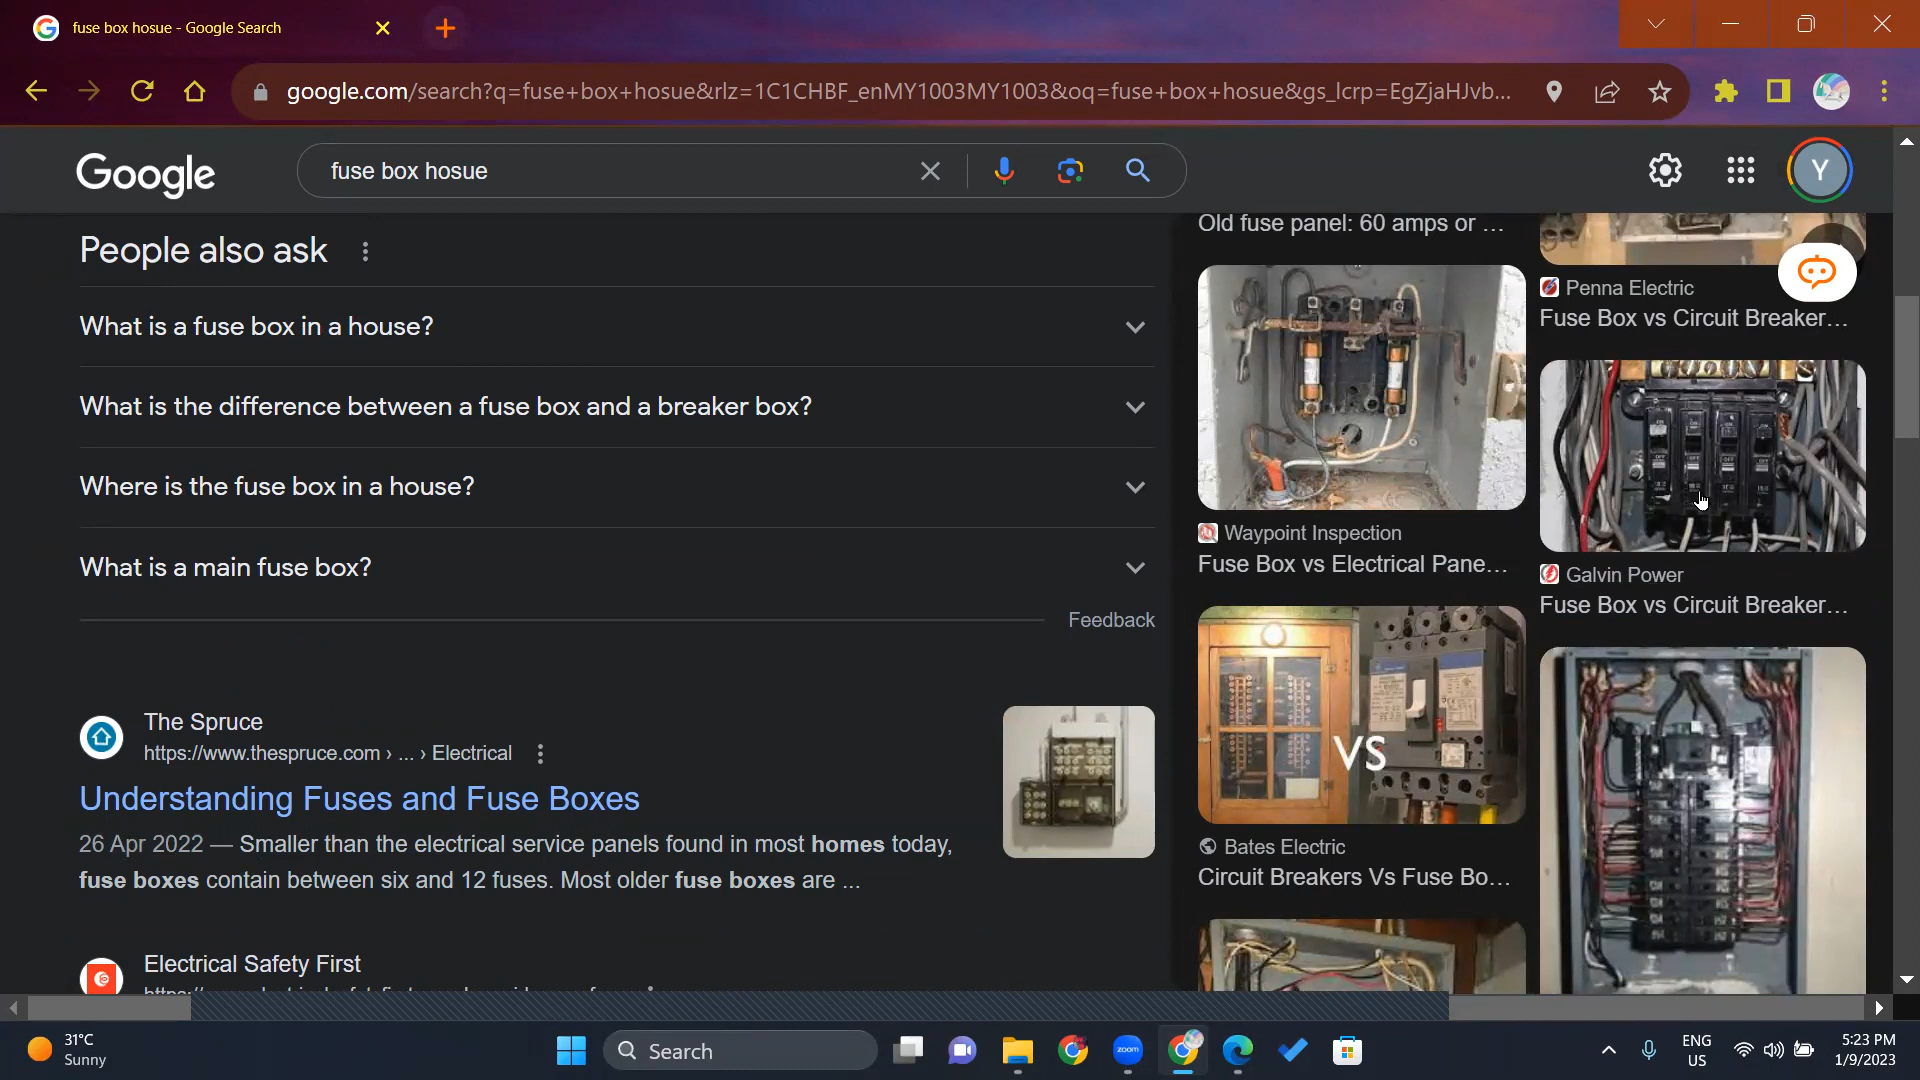 fuse box hosue - Google Search
google.com/search?q=fuse+box+hosue&rlz=1C1CHBF_enMY1003MY1003&oq=fuse+box+hosue&gs_lcrp=EgZjaHJvb...
Google
fuse box hosue
Y
People also ask
What is a fuse box in a house?
What is the difference between a fuse box and a breaker box?
Where is the fuse box in a house?
What is a main fuse box?
Feedback
The Spruce
https://www.thespruce.com › ... › Electrical
Understanding Fuses and Fuse Boxes
26 Apr 2022 — Smaller than the electrical service panels found in most homes today,
fuse boxes contain between six and 12 fuses. Most older fuse boxes are ...
Electrical Safety First
Old fuse panel: 60 amps or ...
Waypoint Inspection
Fuse Box vs Electrical Pane...
VS
Bates Electric
Circuit Breakers Vs Fuse Bo...
Penna Electric
Fuse Box vs Circuit Breaker...
OFF OFF OFF OFF
Galvin Power
Fuse Box vs Circuit Breaker...
31°C
Sunny
Search
zoom
ENG
US
5:23 PM
1/9/2023